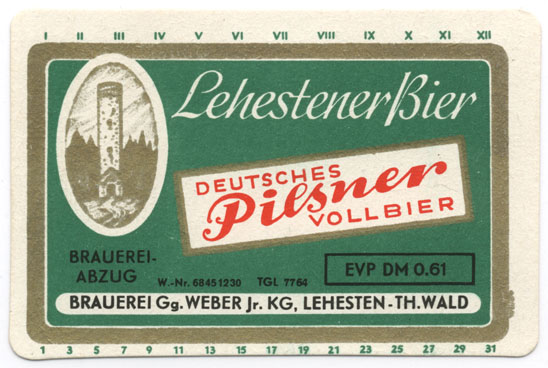 I II III IV V VI VII VIII IX X XI XII
Lehestener Bier
DEUTSCHES
Pilsner
VOLLBIER
BRAUEREI-
ABZUG
W.-Nr. 68451230 TGL 7764
EVP DM 0.61
BRAUEREI Gg. WEBER Jr. KG, LEHESTEN-TH.WALD
1 3 5 7 9 11 13 15 17 19 21 23 25 27 29 31